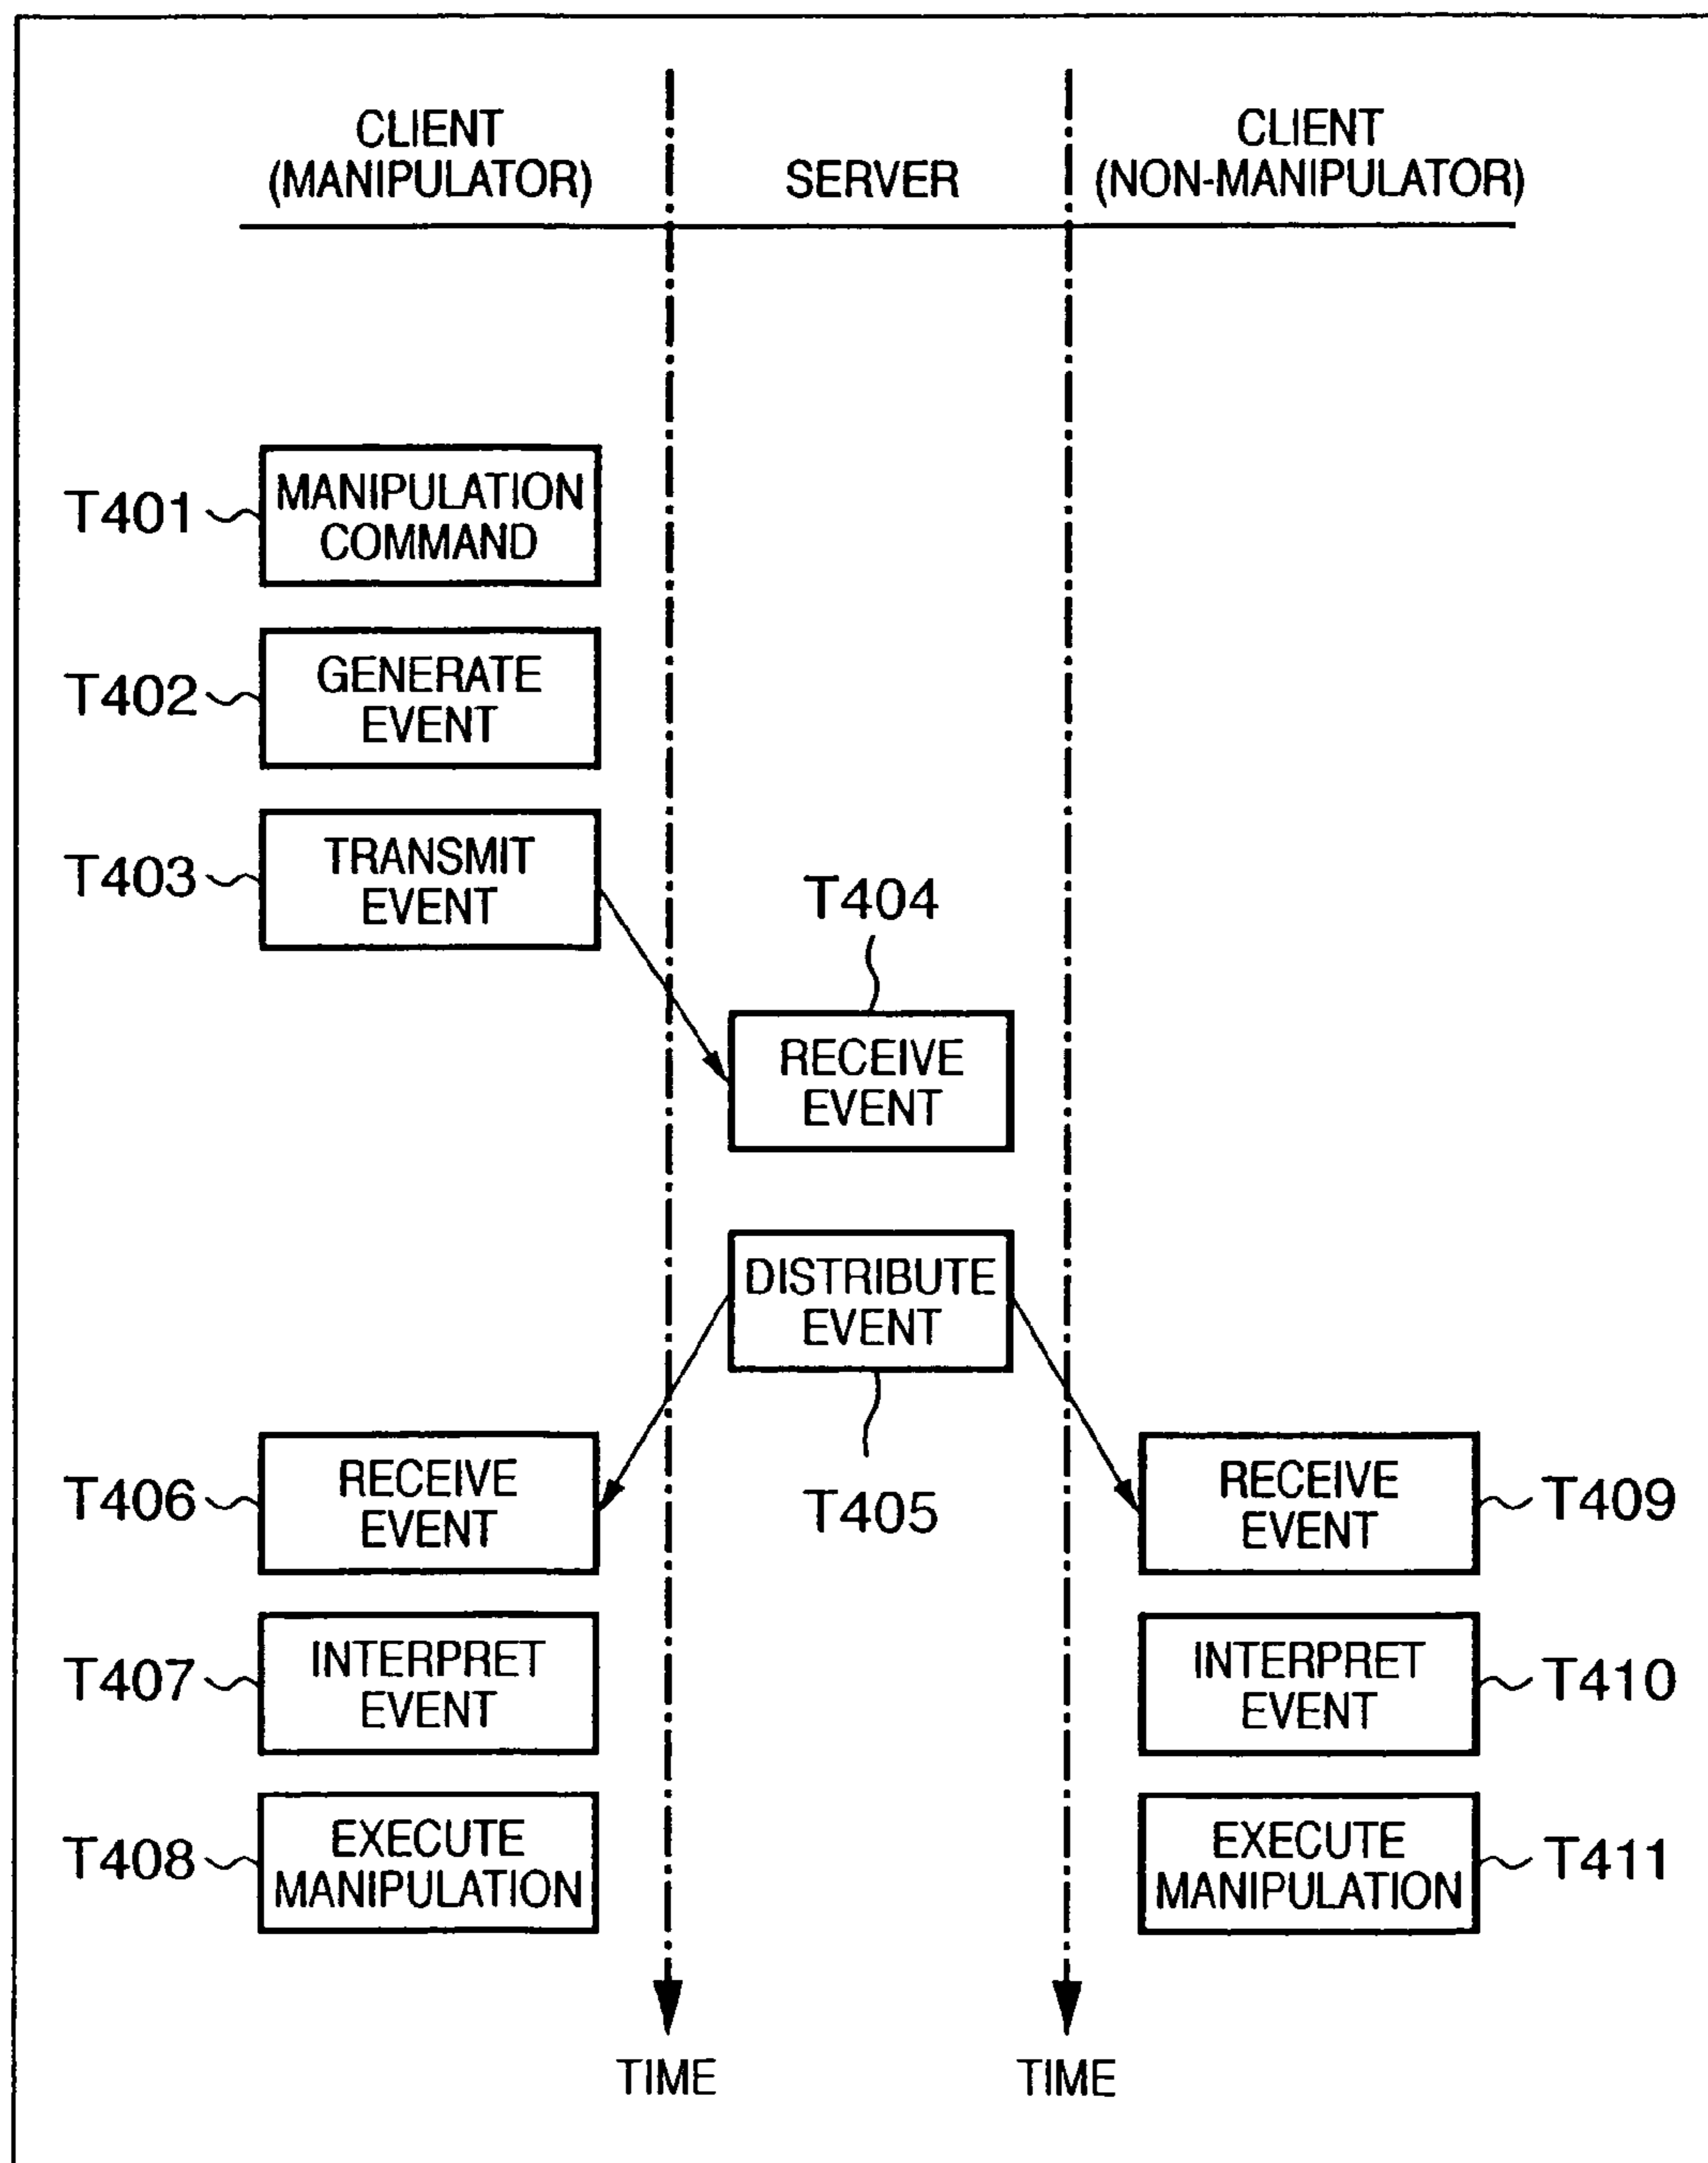 CLIENT
(MANIPULATOR)
SERVER
CLIENT
(NON-MANIPULATOR)
T401
MANIPULATION
COMMAND
T402
GENERATE
EVENT
T403
TRANSMIT
EVENT
T404
RECEIVE
EVENT
DISTRIBUTE
EVENT
T405
T406
RECEIVE
EVENT
RECEIVE
EVENT
T409
T407
INTERPRET
EVENT
INTERPRET
EVENT
T410
T408
EXECUTE
MANIPULATION
EXECUTE
MANIPULATION
T411
TIME
TIME